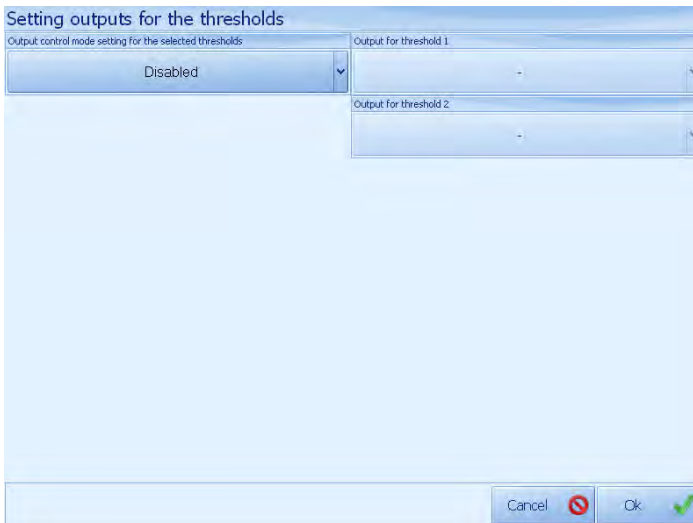 Setting outputs for the thresholds
Output control mode setting for the selected thresholds
Disabled
Output for threshold 1
-
Output for threshold 2
-
Cancel
Ok